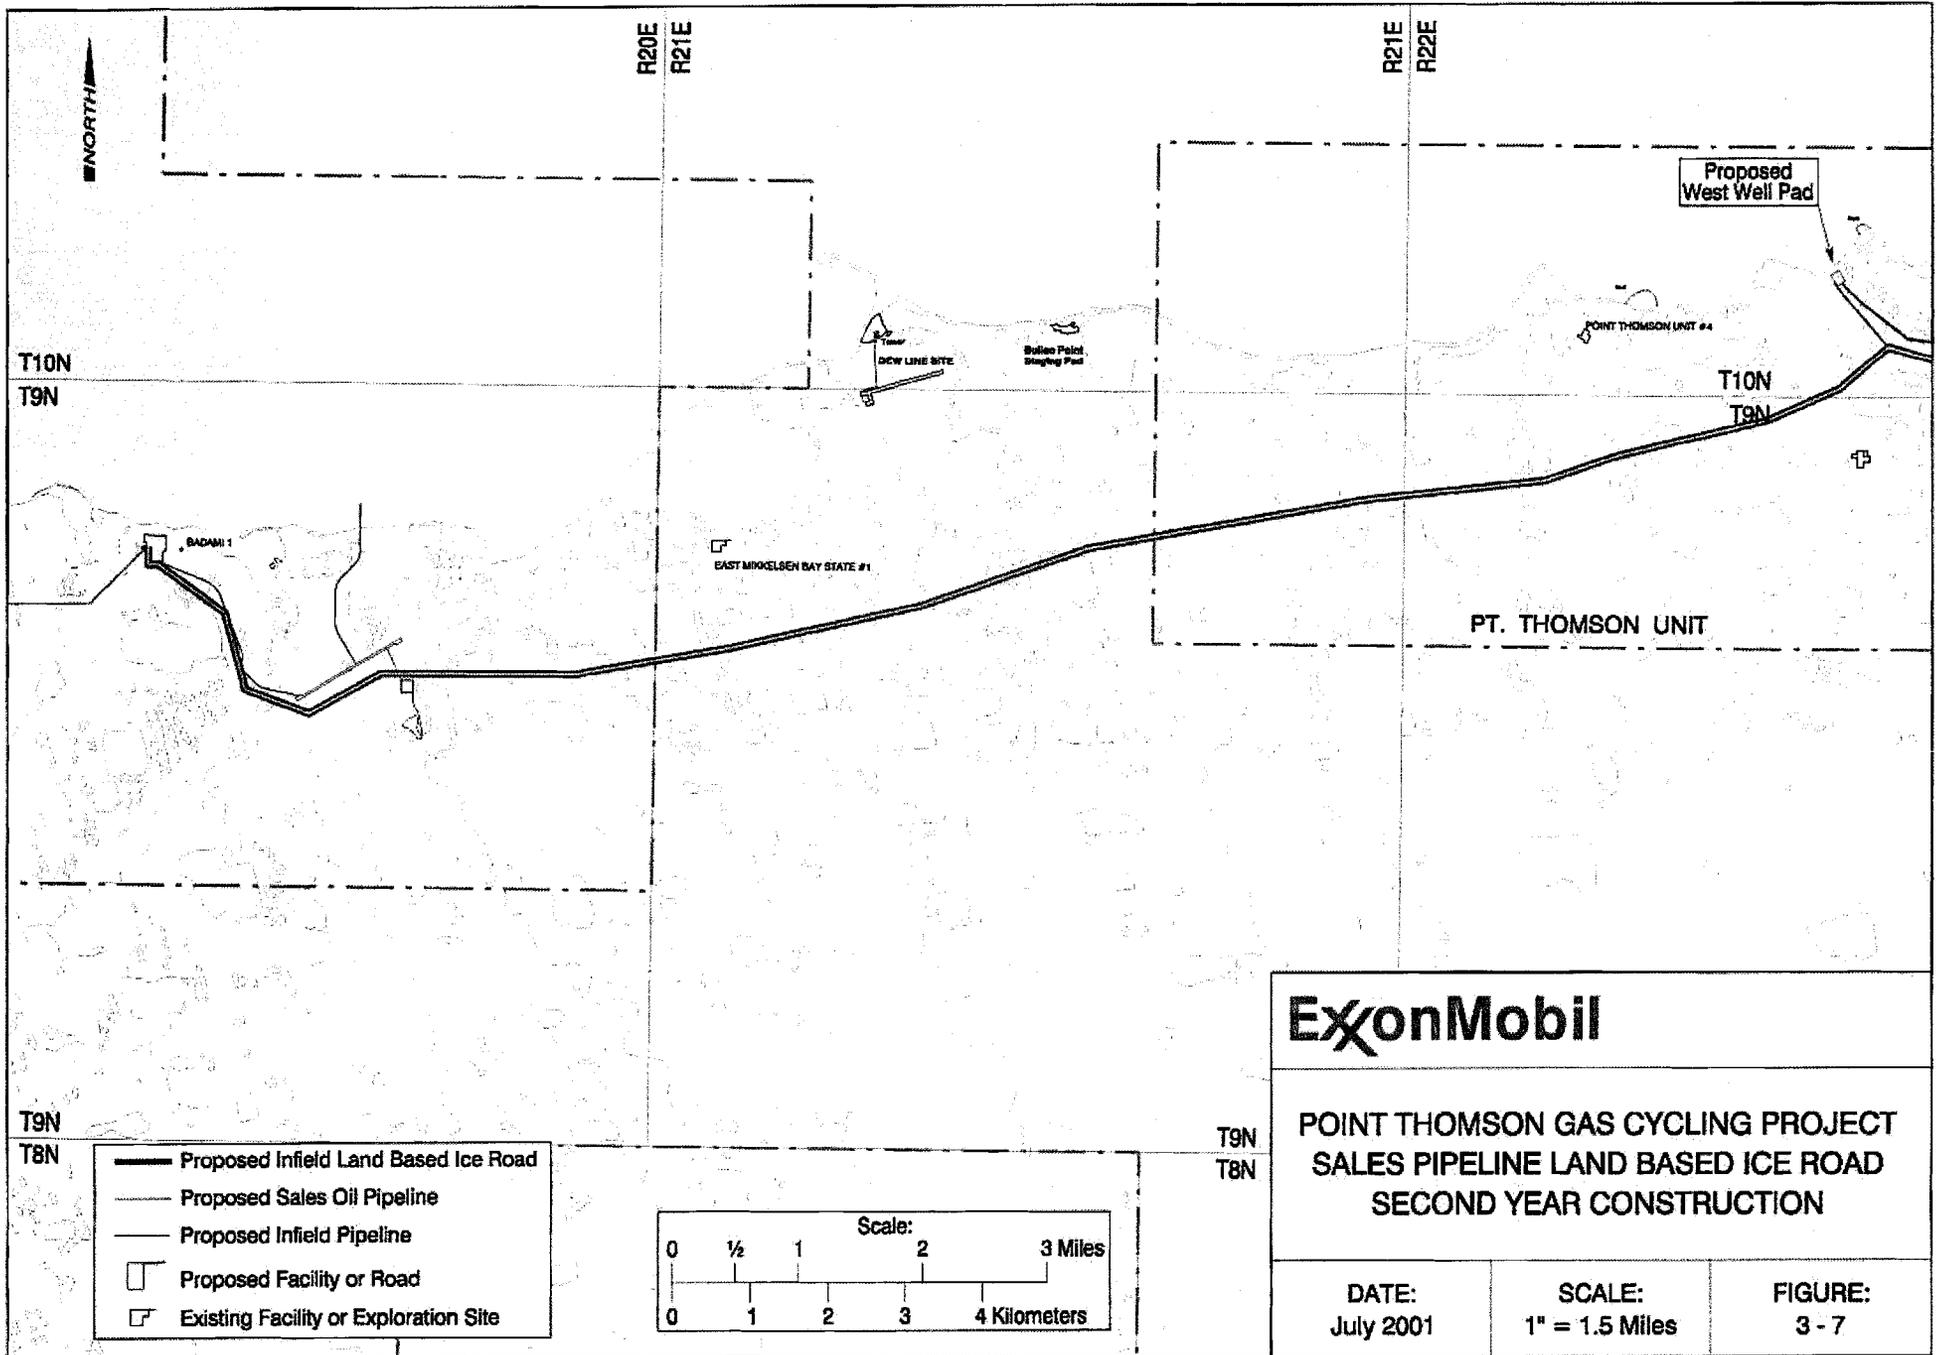 NORTH
R20E
R21E
R21E
R22E
Proposed
West Well Pad
T10N
T9N
Tower
DEW LINE SITE
Bullen Point
Staging Pad
POINT THOMSON UNIT #4
T10N
T9N
BADAMI 1
EAST MIKKELSEN BAY STATE #1
PT. THOMSON UNIT
T9N
T8N
T9N
T8N
Proposed Infield Land Based Ice Road
Proposed Sales Oil Pipeline
Proposed Infield Pipeline
Proposed Facility or Road
Existing Facility or Exploration Site
Scale:
0 ½ 1 2 3 Miles
0 1 2 3 4 Kilometers
ExxonMobil
POINT THOMSON GAS CYCLING PROJECT
SALES PIPELINE LAND BASED ICE ROAD
SECOND YEAR CONSTRUCTION
DATE:
July 2001
SCALE:
1" = 1.5 Miles
FIGURE:
3 - 7